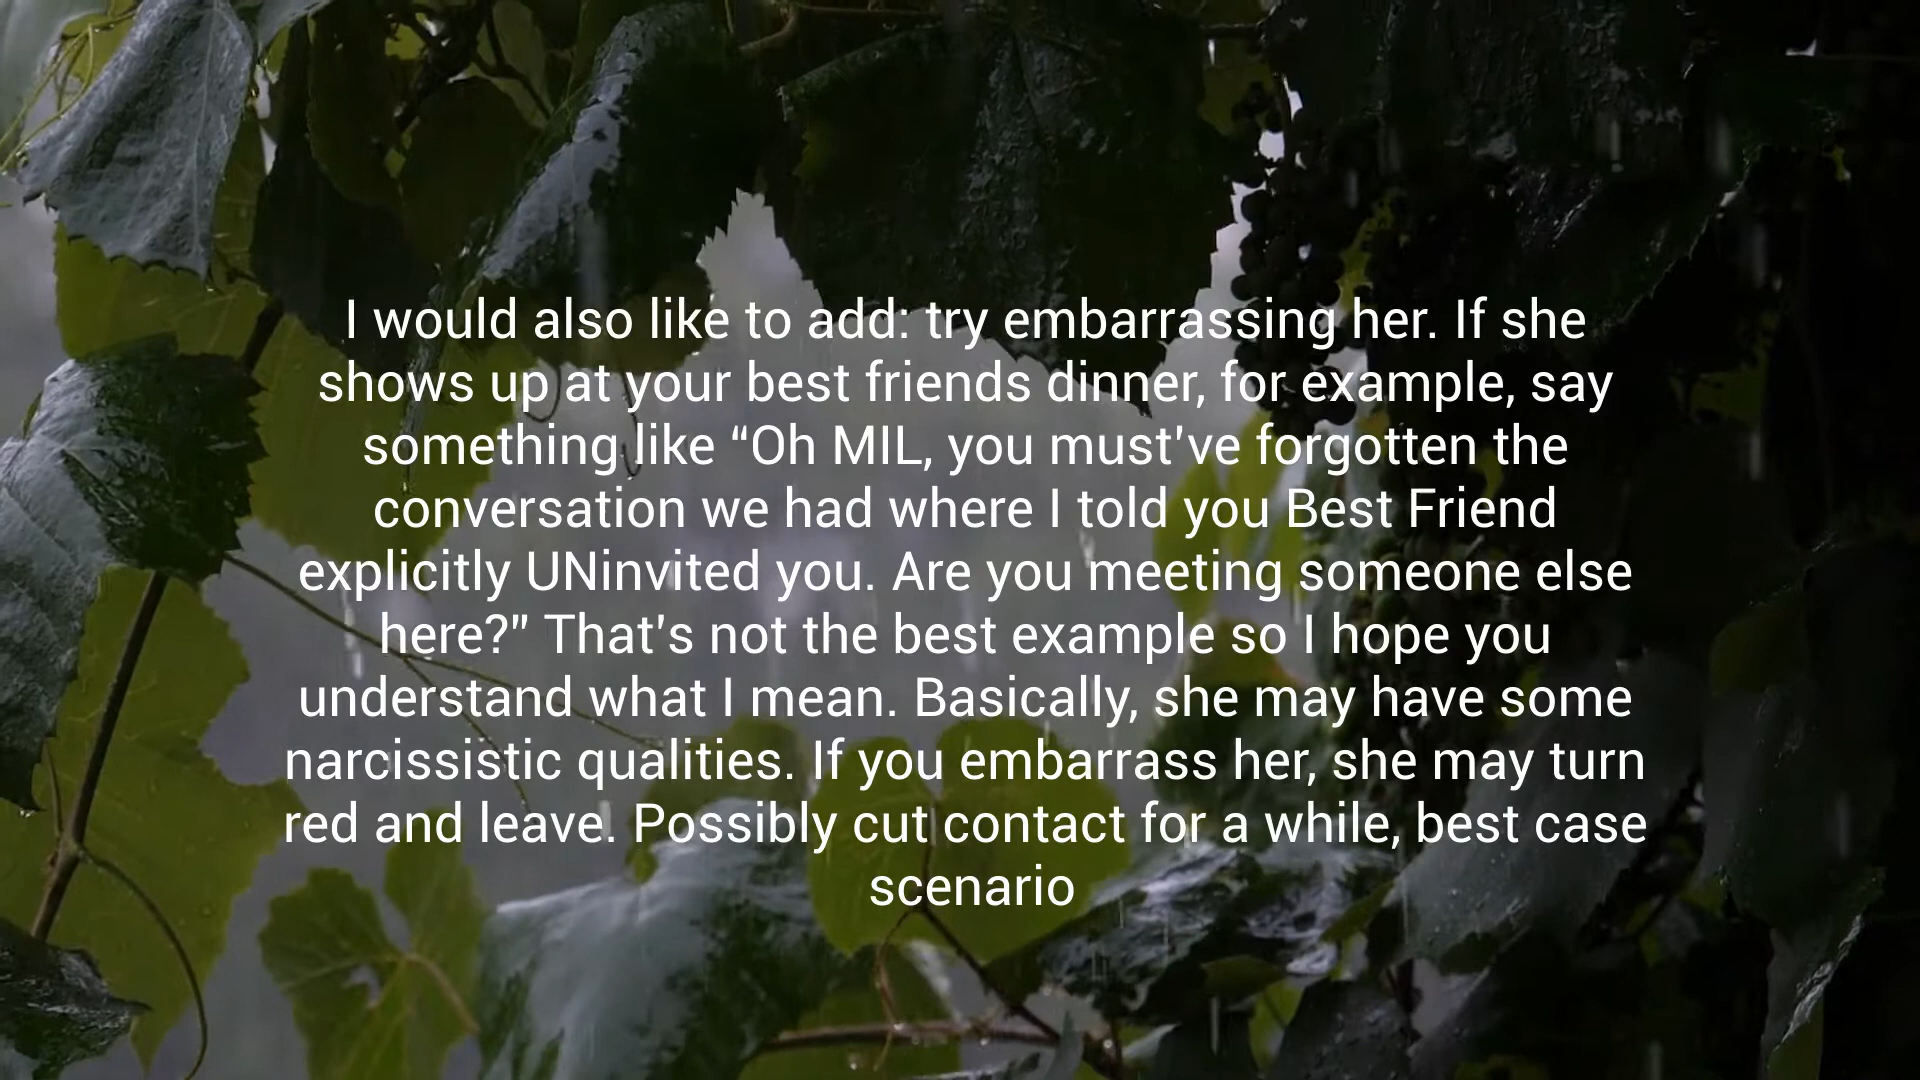 I would also like to add: try embarrassing her. If she
shows up at your best friends dinner, for example, say
something like “Oh MIL, you must've forgotten the
conversation we had where I told you Best Friend
explicitly UNinvited you. Are you meeting someone else
here?” That's not the best example so I hope you
understand what I mean. Basically, she may have some
narcissistic qualities. If you embarrass her, she may turn
red and leave. Possibly cut contact for a while, best case
scenario